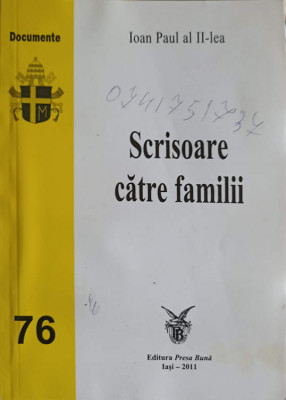 Documente
Ioan Paul al II-lea
0741751737
Scrisoare
către familii
76
Editura Presa Bună
Iași – 2011